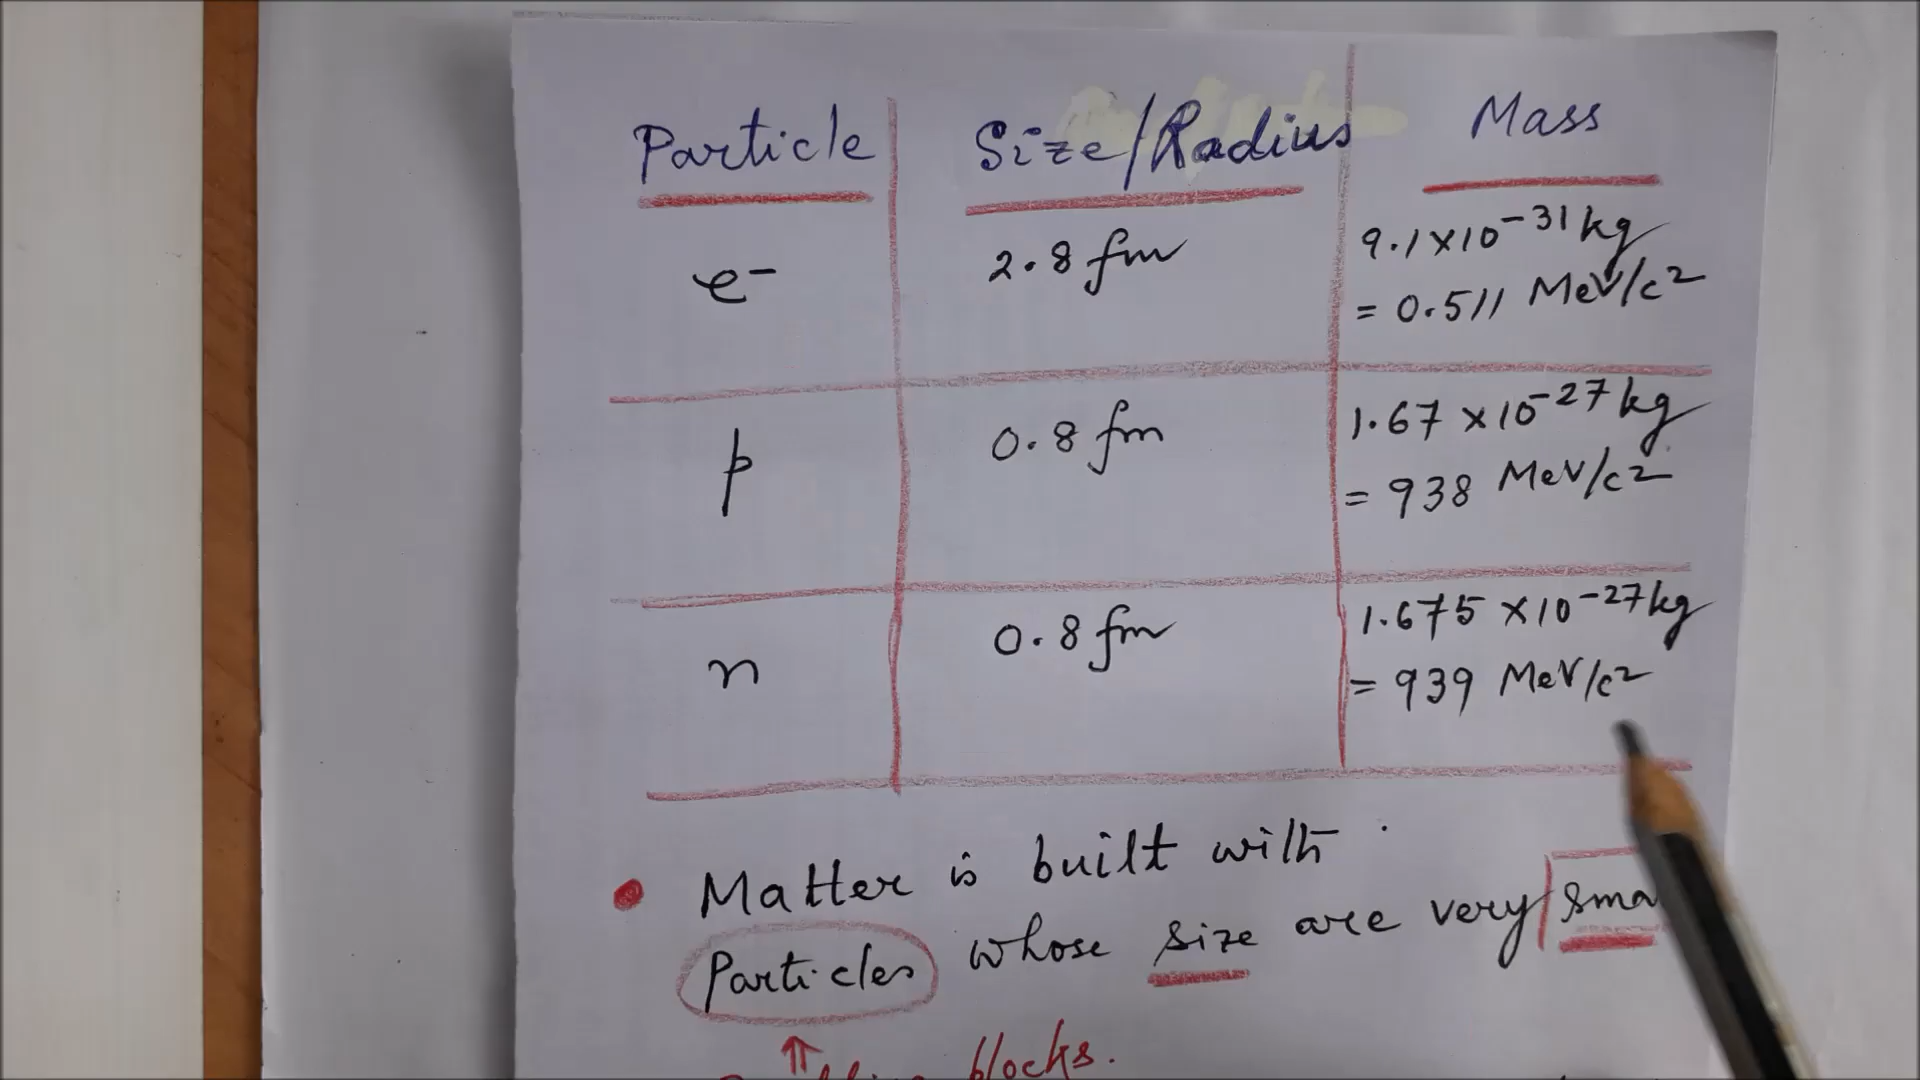 Particle Size/Radius Mass
e⁻ 2.8 fm 9.1×10⁻³¹ kg
= 0.511 MeV/c²
p 0.8 fm 1.67 ×10⁻²⁷ kg
= 938 MeV/c²
n 0.8 fm 1.675 ×10⁻²⁷ kg
= 939 MeV/c²
Matter is built with
Particles whose size are very
blocks.